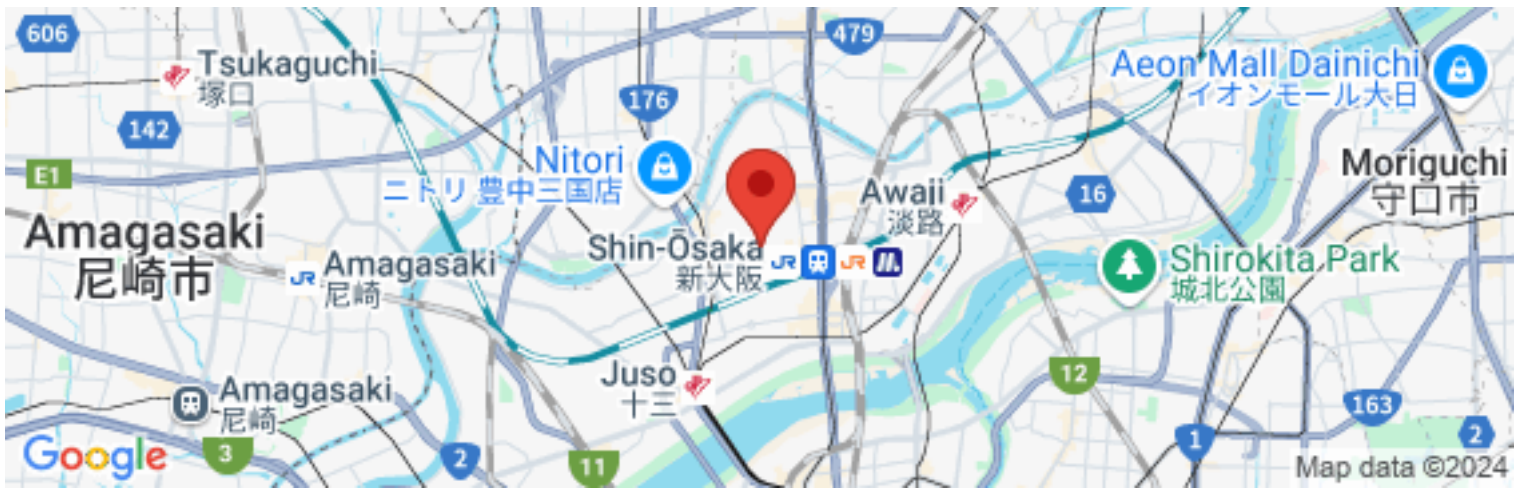 606
479
Tsukaguchi
塚口
Aeon Mall Dainichi
イオンモール大日
176
142
Nitori
ニトリ 豊中三国店
E1
Moriguchi
守口市
Awaji
淡路
16
Amagasaki
尼崎市
Shin-Ōsaka
新大阪
JR
JR
Shirokita Park
城北公園
JR
Amagasaki
尼崎
Jusō
十三
12
Amagasaki
尼崎
163
Google
3
2
11
1
2
Map data ©2024